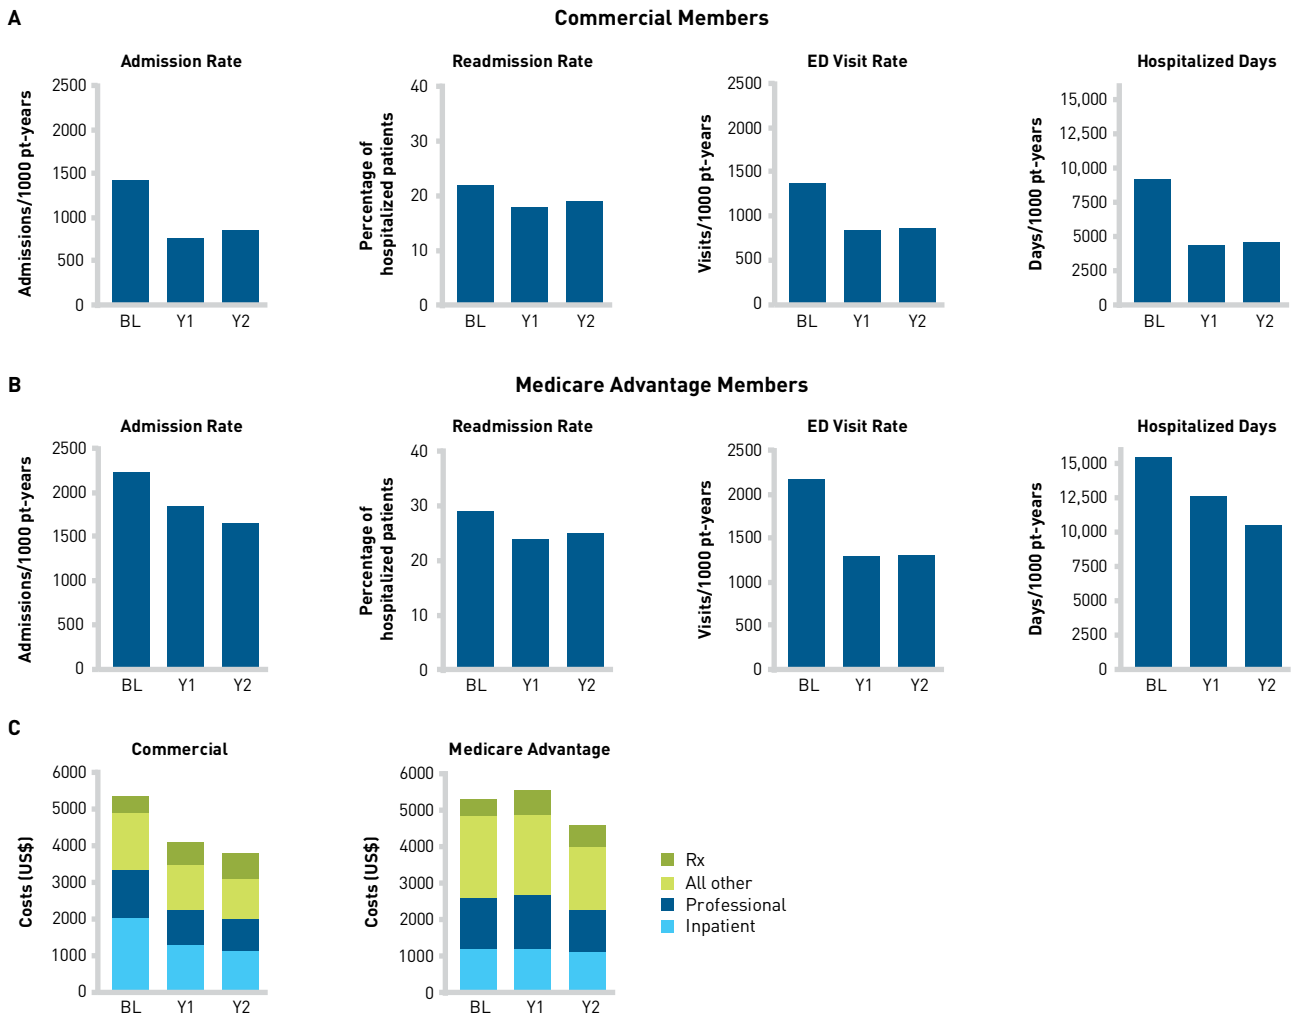 A
Commercial Members
Admission Rate
Admissions/1000 pt-years
2500
2000
1500
1000
500
0
BL Y1 Y2
Readmission Rate
Percentage of
hospitalized patients
40
30
20
10
0
BL Y1 Y2
ED Visit Rate
Visits/1000 pt-years
2500
2000
1500
1000
500
0
BL Y1 Y2
Hospitalized Days
Days/1000 pt-years
15,000
12,500
10,000
7500
5000
2500
0
BL Y1 Y2
B
Medicare Advantage Members
Admission Rate
Admissions/1000 pt-years
2500
2000
1500
1000
500
0
BL Y1 Y2
Readmission Rate
Percentage of
hospitalized patients
40
30
20
10
0
BL Y1 Y2
ED Visit Rate
Visits/1000 pt-years
2500
2000
1500
1000
500
0
BL Y1 Y2
Hospitalized Days
Days/1000 pt-years
15,000
12,500
10,000
7500
5000
2500
0
BL Y1 Y2
C
Commercial
Costs (US$)
6000
5000
4000
3000
2000
1000
0
BL Y1 Y2
Medicare Advantage
Costs (US$)
6000
5000
4000
3000
2000
1000
0
BL Y1 Y2
Rx
All other
Professional
Inpatient